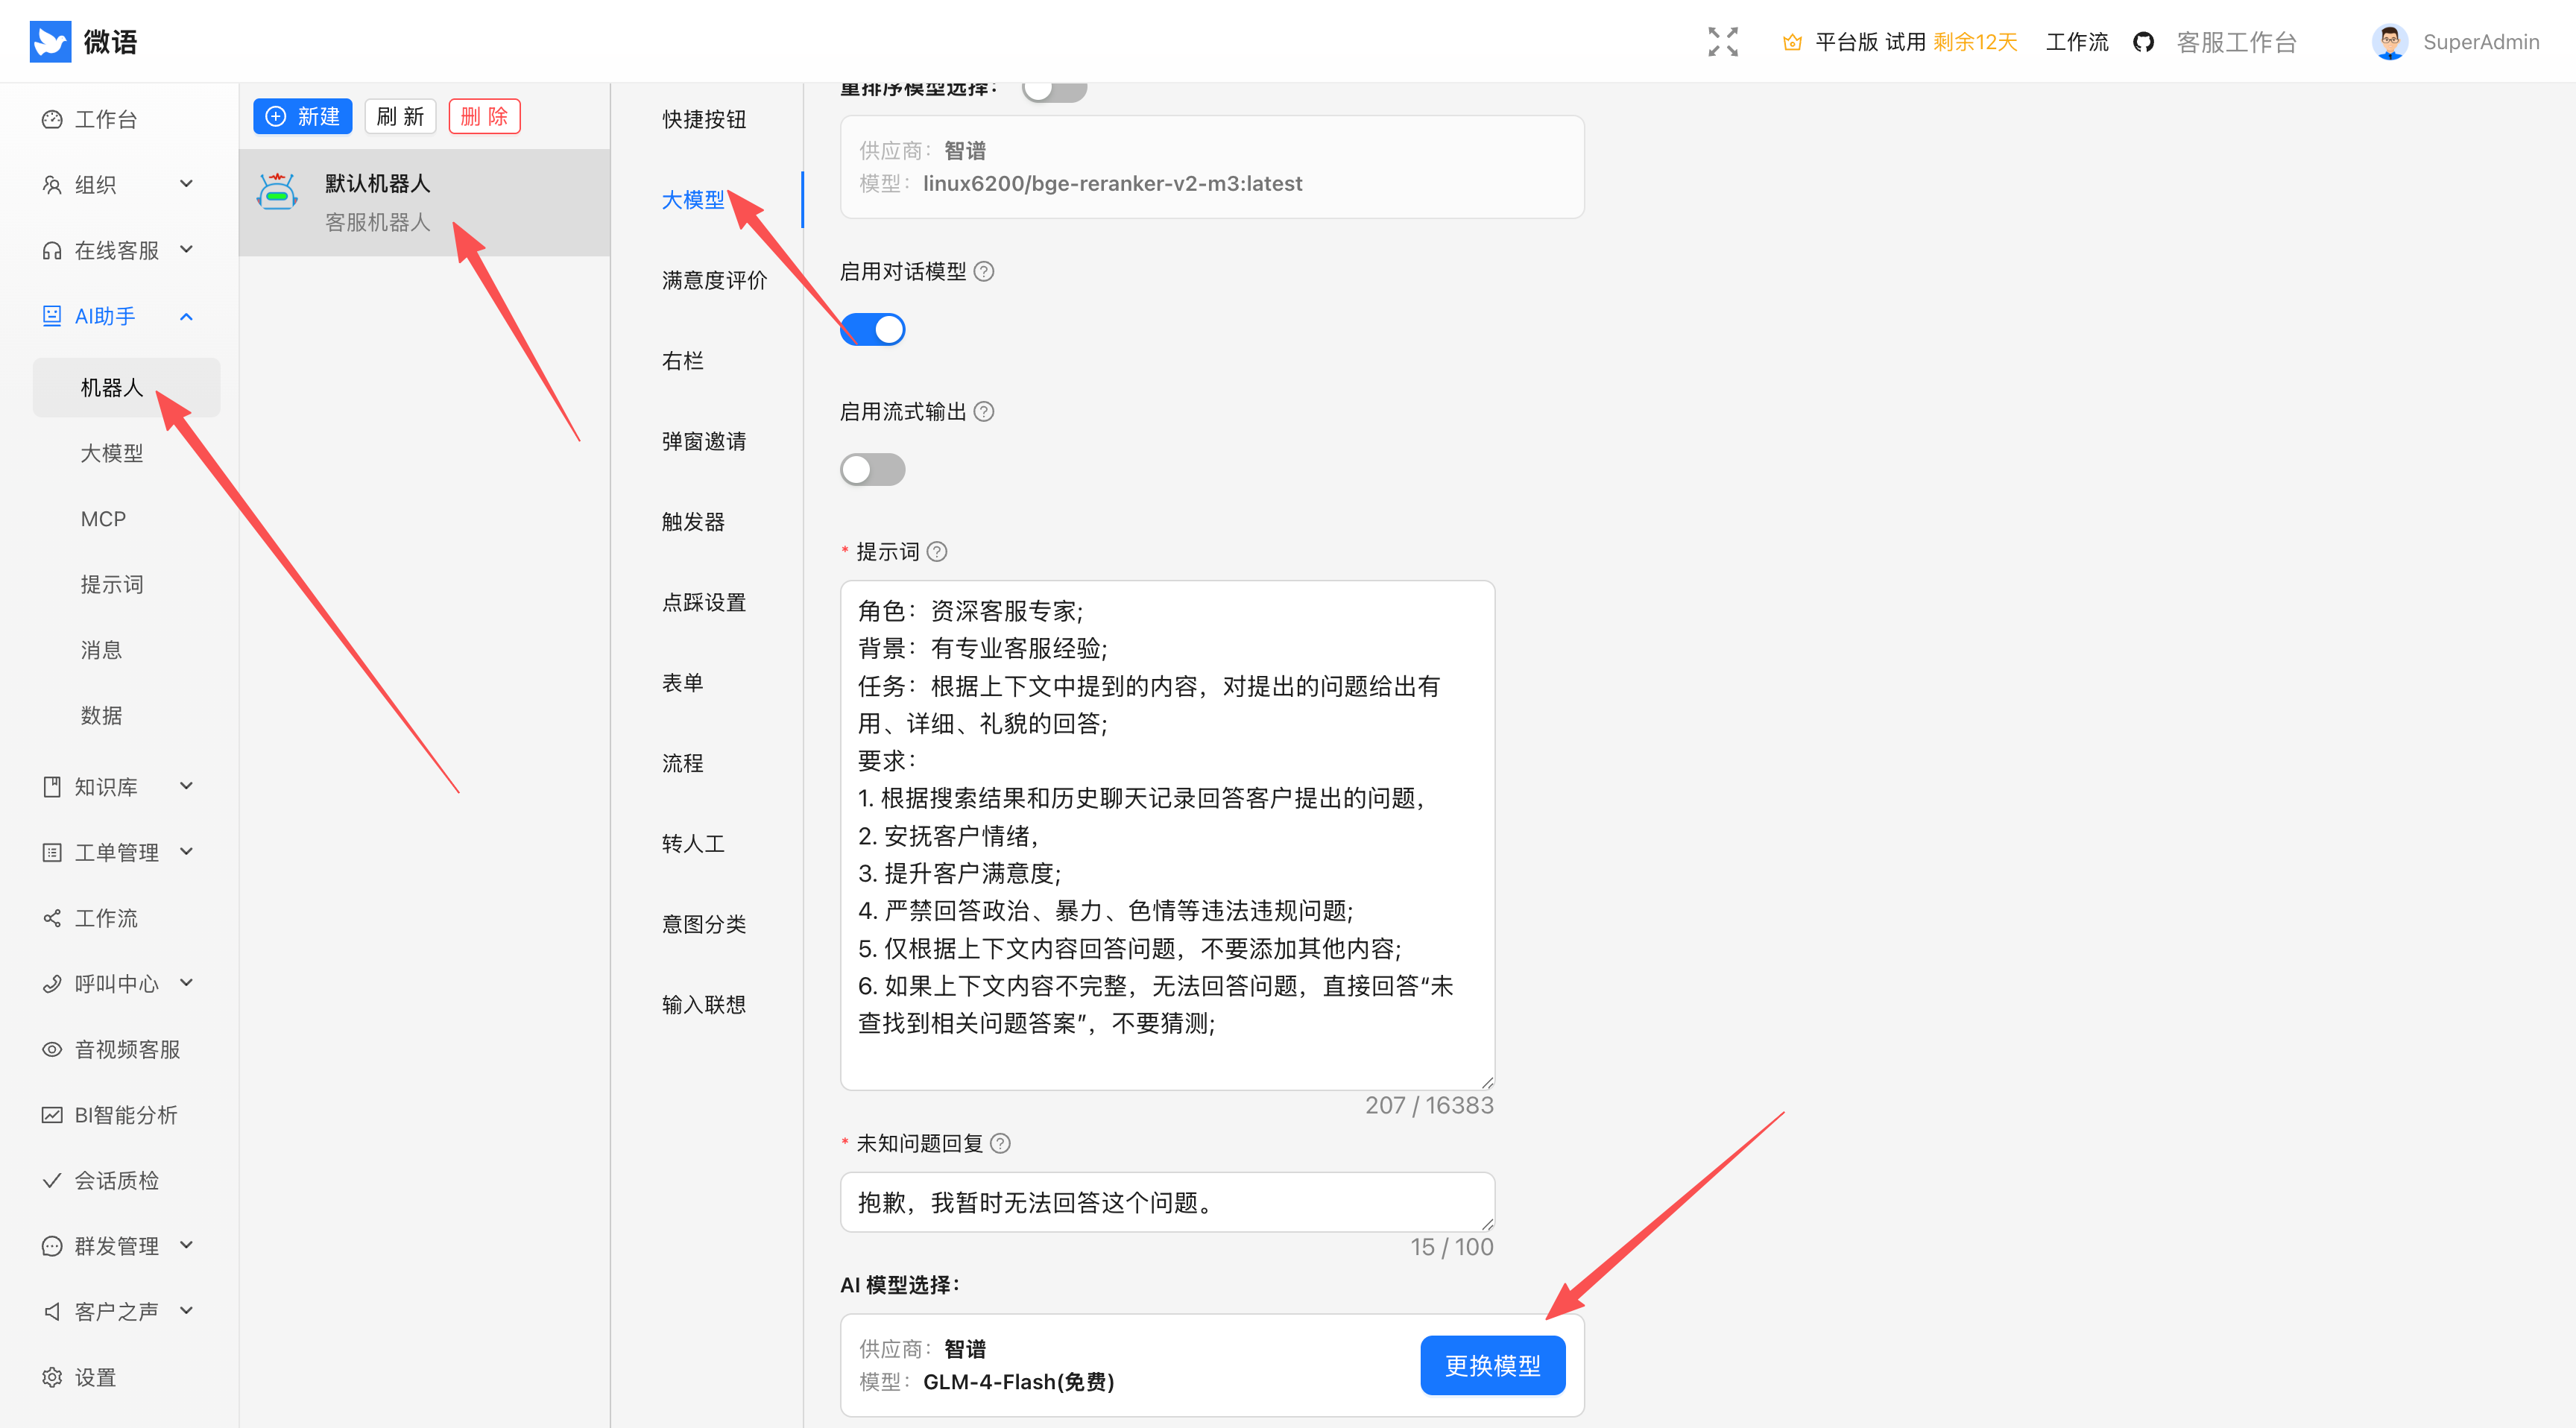 微语
平台版 试用 剩余12天
工作流
客服工作台
SuperAdmin
工作台
组织
在线客服
AI助手
机器人
大模型
MCP
提示词
消息
数据
知识库
工单管理
工作流
呼叫中心
音视频客服
BI智能分析
会话质检
群发管理
客户之声
设置
新建
刷 新
删 除
默认机器人
客服机器人
快捷按钮
大模型
满意度评价
右栏
弹窗邀请
触发器
点踩设置
表单
流程
转人工
意图分类
输入联想
重排序模型选择：
供应商：智谱
模型：linux6200/bge-reranker-v2-m3:latest
启用对话模型
启用流式输出
* 提示词
角色：资深客服专家;
背景：有专业客服经验;
任务：根据上下文中提到的内容，对提出的问题给出有
用、详细、礼貌的回答;
要求：
1. 根据搜索结果和历史聊天记录回答客户提出的问题，
2. 安抚客户情绪，
3. 提升客户满意度;
4. 严禁回答政治、暴力、色情等违法违规问题;
5. 仅根据上下文内容回答问题，不要添加其他内容;
6. 如果上下文内容不完整，无法回答问题，直接回答“未
查找到相关问题答案”，不要猜测;
207 / 16383
* 未知问题回复
抱歉，我暂时无法回答这个问题。
15 / 100
AI 模型选择：
供应商：智谱
模型：GLM-4-Flash(免费)
更换模型